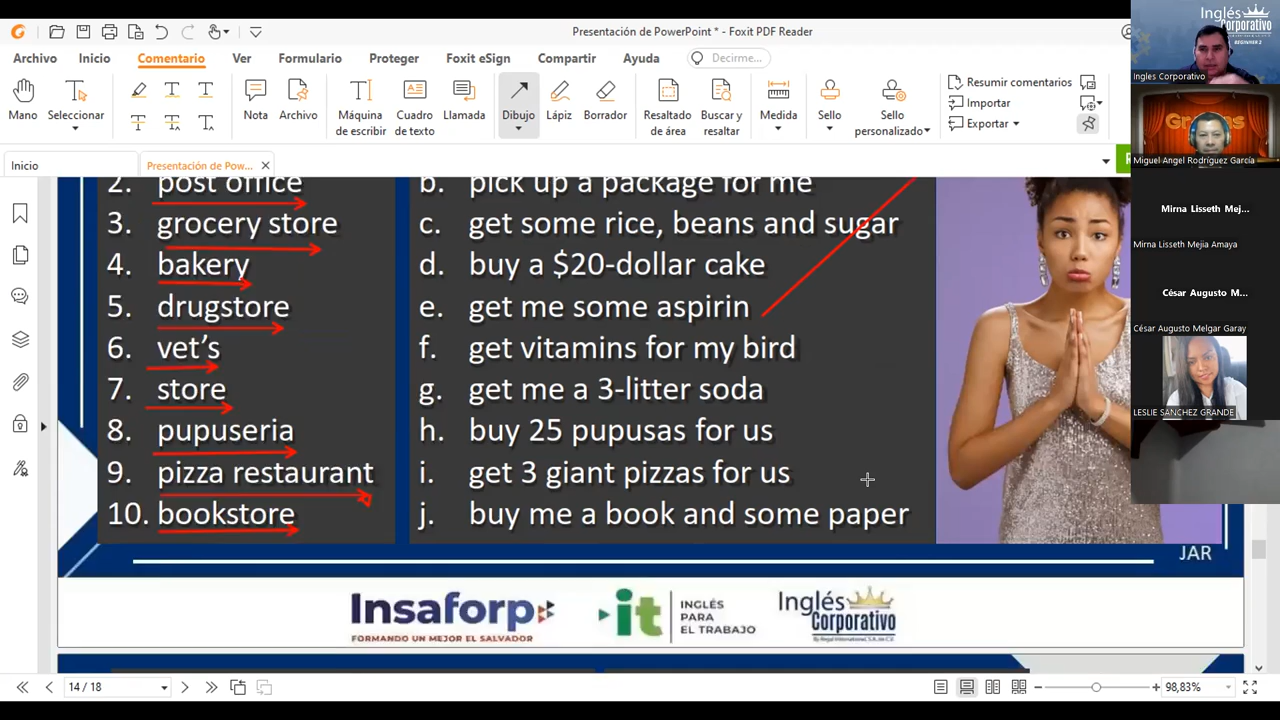 Presentación de PowerPoint * - Foxit PDF Reader
Archivo Inicio Comentario Ver Formulario Proteger Foxit eSign Compartir Ayuda Decirme...
Mano Seleccionar Nota Archivo Máquina de escribir Cuadro de texto Llamada Dibujo Lápiz Borrador Resaltado de área Buscar y resaltar Medida Sello Sello personalizado
Resumir comentarios
Importar
Exportar
Inicio Presentación de Pow...
2. post office
3. grocery store
4. bakery
5. drugstore
6. vet's
7. store
8. pupuseria
9. pizza restaurant
10. bookstore
b. pick up a package for me
c. get some rice, beans and sugar
d. buy a $20-dollar cake
e. get me some aspirin
f. get vitamins for my bird
g. get me a 3-litter soda
h. buy 25 pupusas for us
i. get 3 giant pizzas for us
j. buy me a book and some paper
JAR
Insaforp
FORMANDO UN MEJOR EL SALVADOR
it
INGLÉS
PARA
EL TRABAJO
Inglés
Corporativo
14 / 18
98,83%
Inglés
Corporativo
BEGINNER 2
Ingles Corporativo
Miguel Angel Rodríguez García
Mirna Lisseth Mej...
Mirna Lisseth Mejia Amaya
César Augusto M...
César Augusto Melgar Garay
LESLIE SANCHEZ GRANDE